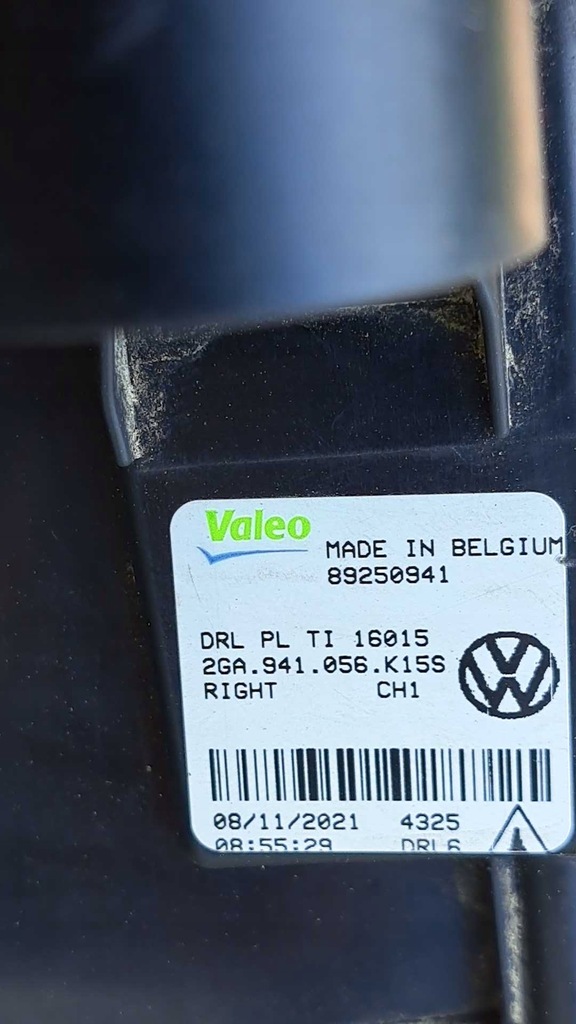 Valeo
MADE IN BELGIUM
89250941
DRL PL TI 16015
2GA.941.056.K15S
RIGHT CH1
08/11/2021 4325
08:55:29 DRL6